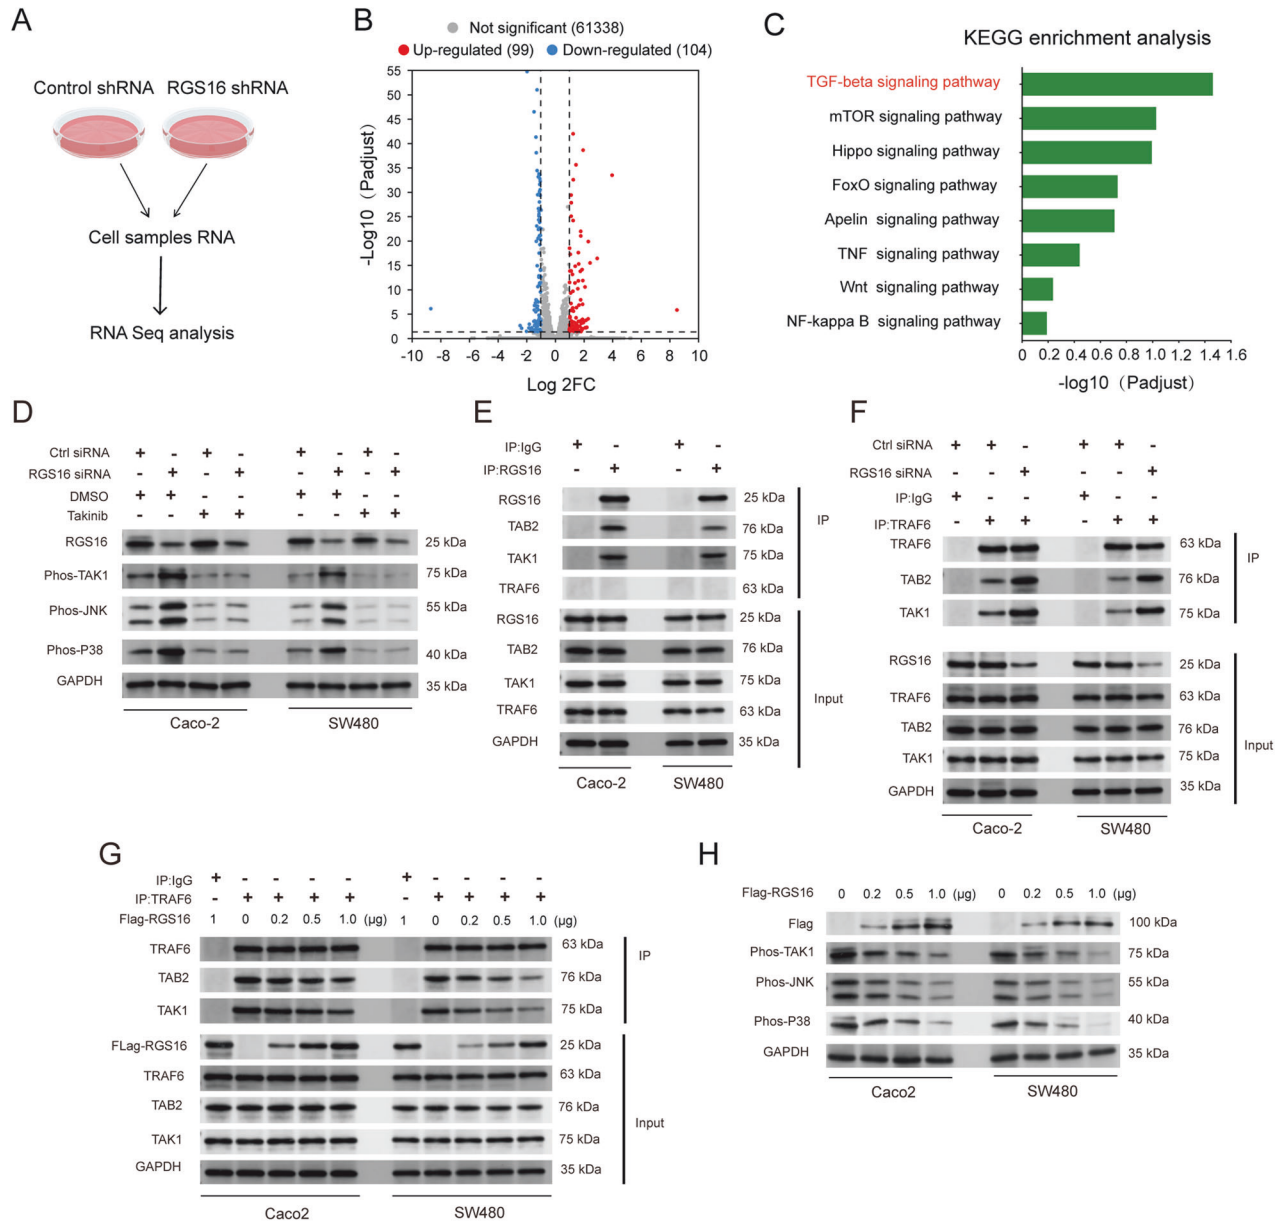 A
Control shRNA RGS16 shRNA
Cell samples RNA
RNA Seq analysis
B
Not significant (61338)
Up-regulated (99) Down-regulated (104)
-Log10 (Padjust)
55
50
45
40
35
30
25
20
15
10
5
0
-10 -8 -6 -4 -2 0 2 4 6 8 10
Log 2FC
C
KEGG enrichment analysis
TGF-beta signaling pathway
mTOR signaling pathway
Hippo signaling pathway
FoxO signaling pathway
Apelin signaling pathway
TNF signaling pathway
Wnt signaling pathway
NF-kappa B signaling pathway
0 0.2 0.4 0.6 0.8 1.0 1.2 1.4 1.6
-log10 (Padjust)
D
Ctrl siRNA + - + - + - + -
RGS16 siRNA - + - + - + - +
DMSO + + - - + + - -
Takinib - - + + - - + +
RGS16 25 kDa
Phos-TAK1 75 kDa
Phos-JNK 55 kDa
Phos-P38 40 kDa
GAPDH 35 kDa
Caco-2 SW480
E
IP:IgG + - + -
IP:RGS16 - + - +
RGS16 25 kDa
TAB2 76 kDa
TAK1 75 kDa
TRAF6 63 kDa
IP
RGS16 25 kDa
TAB2 76 kDa
TAK1 75 kDa
TRAF6 63 kDa
GAPDH 35 kDa
Input
Caco-2 SW480
F
Ctrl siRNA + + - + + -
RGS16 siRNA - - + - - +
IP:IgG + - - + - -
IP:TRAF6 - + + - + +
TRAF6 63 kDa
TAB2 76 kDa
TAK1 75 kDa
IP
RGS16 25 kDa
TRAF6 63 kDa
TAB2 76 kDa
TAK1 75 kDa
GAPDH 35 kDa
Input
Caco-2 SW480
G
IP:IgG + - - - - + - - - -
IP:TRAF6 - + + + + - + + + +
Flag-RGS16 1 0 0.2 0.5 1.0 (μg) 1 0 0.2 0.5 1.0 (μg)
TRAF6 63 kDa
TAB2 76 kDa
TAK1 75 kDa
IP
FLag-RGS16 25 kDa
TRAF6 63 kDa
TAB2 76 kDa
TAK1 75 kDa
GAPDH 35 kDa
Input
Caco2 SW480
H
Flag-RGS16 0 0.2 0.5 1.0 (μg) 0 0.2 0.5 1.0 (μg)
Flag 100 kDa
Phos-TAK1 75 kDa
Phos-JNK 55 kDa
Phos-P38 40 kDa
GAPDH 35 kDa
Caco2 SW480